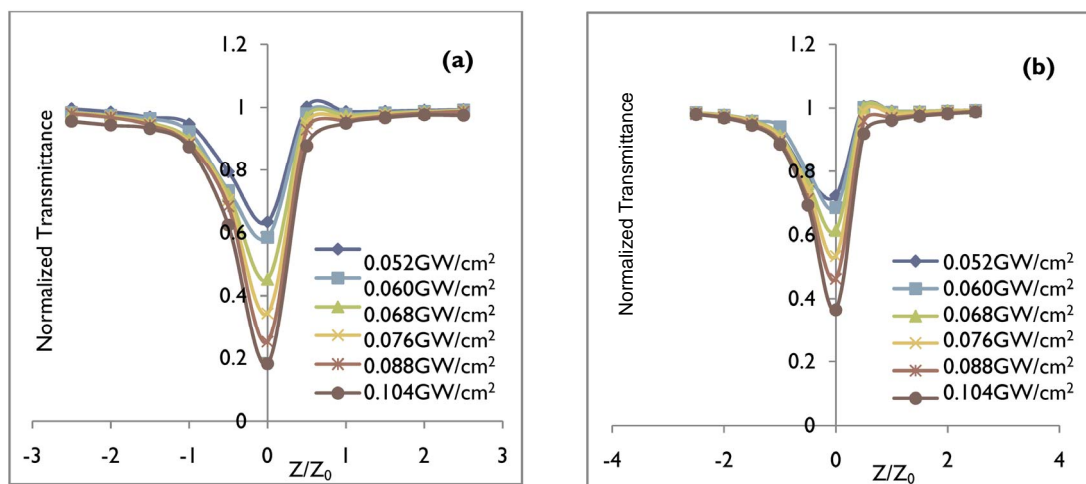 (a)
Normalized Transmittance
1.2
1
0.8
0.6
0.4
0.2
0
-3
-2
-1
0
1
2
3
Z/Z₀
0.052GW/cm²
0.060GW/cm²
0.068GW/cm²
0.076GW/cm²
0.088GW/cm²
0.104GW/cm²
(b)
Normalized Transmittance
1.2
1
0.8
0.6
0.4
0.2
0
-4
-2
0
2
4
Z/Z₀
0.052GW/cm²
0.060GW/cm²
0.068GW/cm²
0.076GW/cm²
0.088GW/cm²
0.104GW/cm²